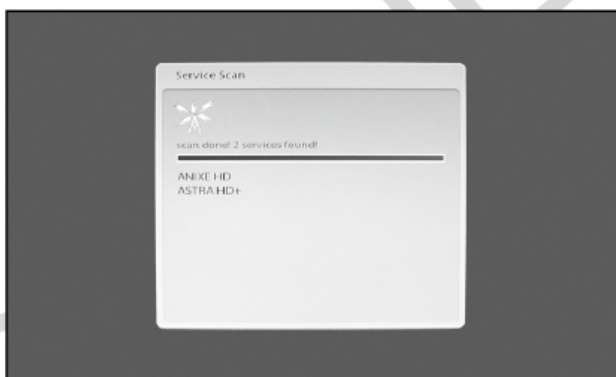 Service Scan
scan done! 2 services found!
ANIXE HD
ASTRA HD+